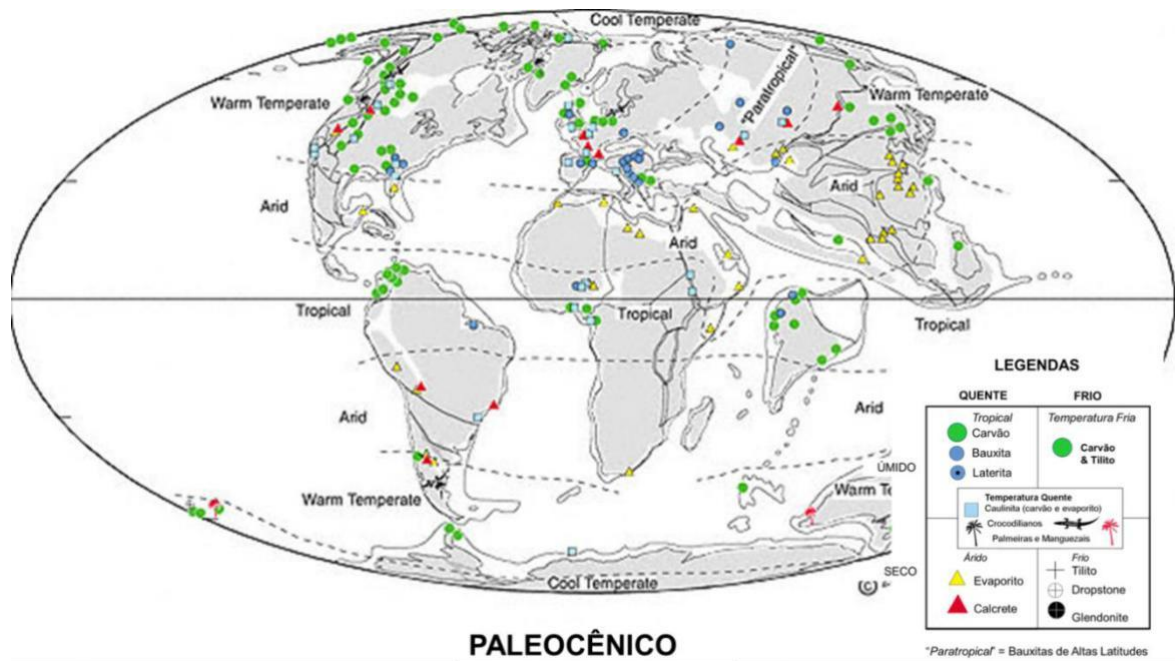 Cool Temperate
"Paratropical"
Warm Temperate
Warm Temperate
Arid
Arid
Arid
Tropical
Tropical
Tropical
Arid
Arid
Warm Temperate
Warm Te
Cool Temperate
©
PALEOCÊNICO
LEGENDAS
QUENTE
FRIO
Tropical
Carvão
Bauxita
Laterita
Temperatura Fria
Carvão
& Tilito
ÚMIDO
Temperatura Quente
Caulinita (carvão e evaporito)
Crocodilianos
Palmeiras e Manguezais
SECO
Árido
Evaporito
Calcrete
Frio
Tilito
Dropstone
Glendonite
"Paratropical" = Bauxitas de Altas Latitudes